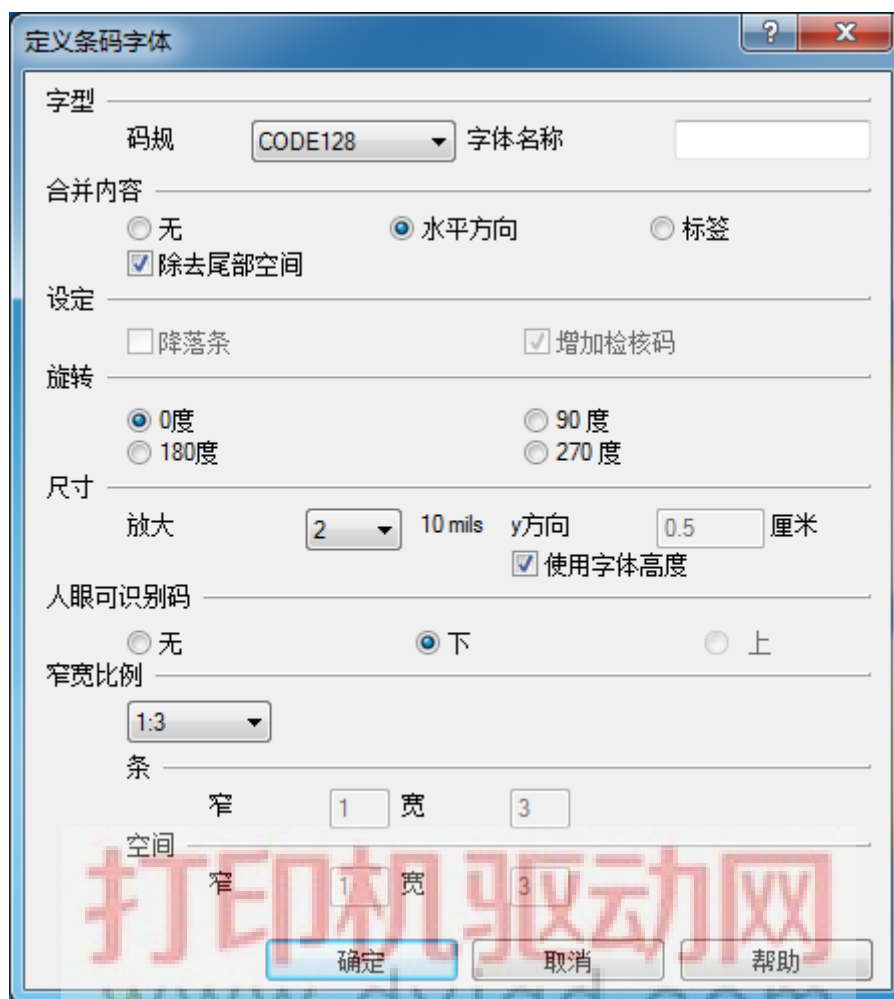 定义条码字体
字型
码规 CODE128 字体名称
合并内容
无 水平方向 标签
除去尾部空间
设定
降落条 增加检核码
旋转
0度 90 度
180度 270 度
尺寸
放大 2 10 mils y方向 0.5 厘米
使用字体高度
人眼可识别码
无 下 上
窄宽比例
1:3
条
窄 1 宽 3
空间
窄 1 宽 3
打印机驱动网
确定 取消 帮助